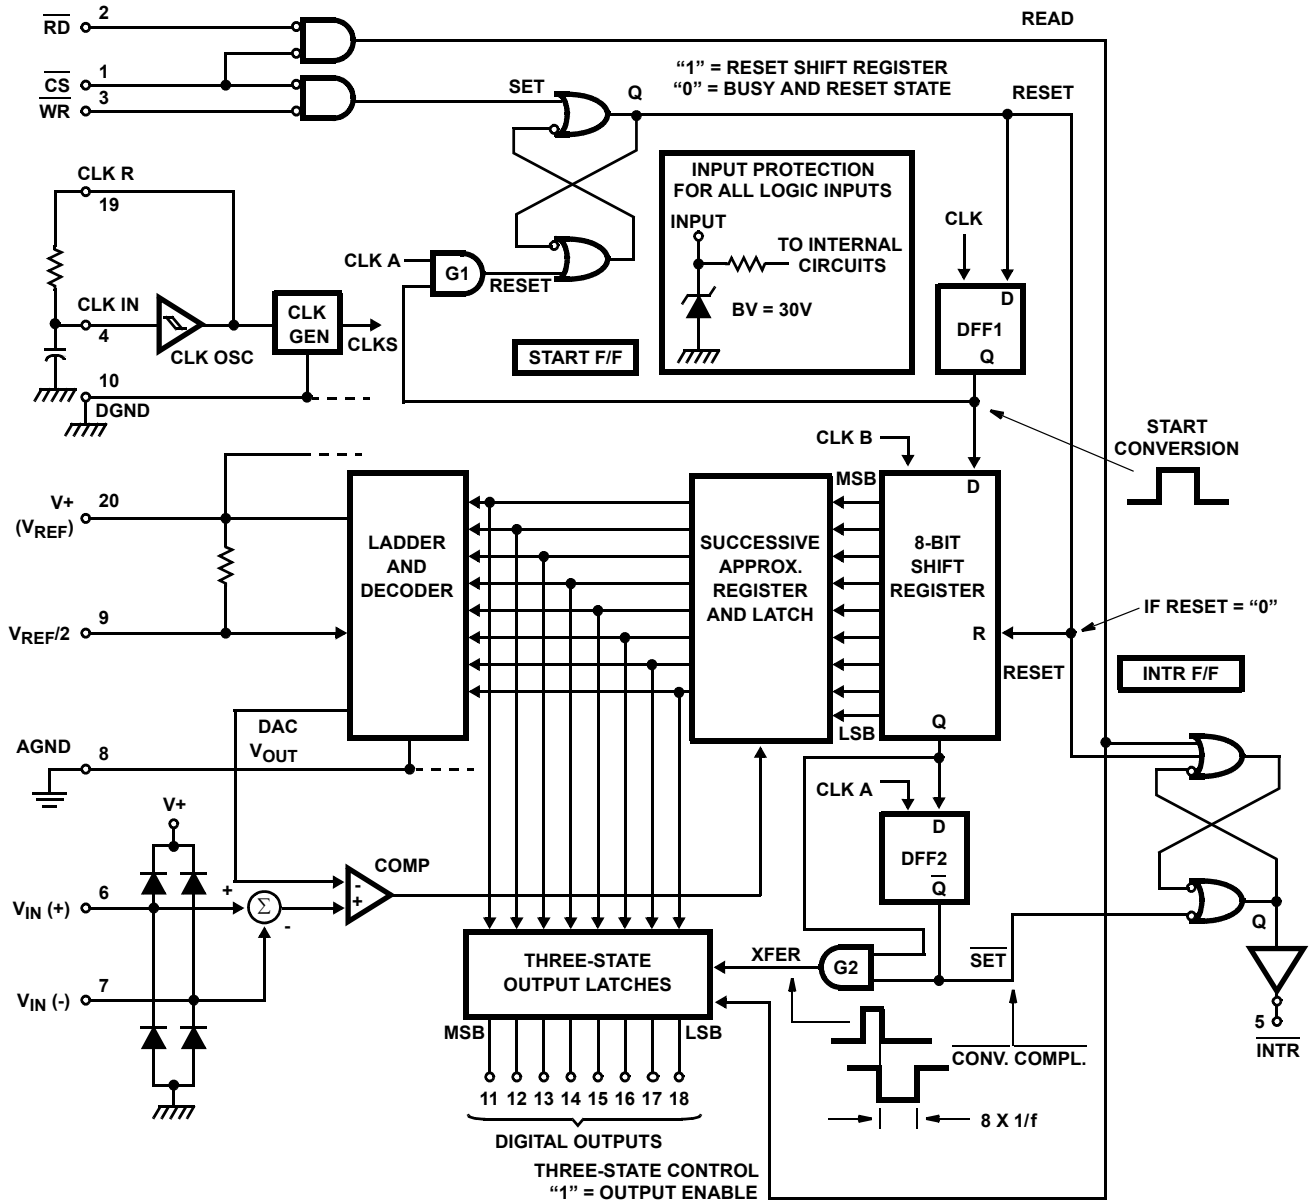 RD
2
READ
CS
1
WR
3
SET
Q
"1" = RESET SHIFT REGISTER
"0" = BUSY AND RESET STATE
RESET
INPUT PROTECTION
FOR ALL LOGIC INPUTS
INPUT
TO INTERNAL
CIRCUITS
BV = 30V
CLK R
19
CLK A
G1
RESET
CLK
D
DFF1
Q
CLK IN
4
CLK OSC
CLK
GEN
CLKS
START F/F
10
DGND
START
CONVERSION
CLK B
V+
(VREF)
20
LADDER
AND
DECODER
SUCCESSIVE
APPROX.
REGISTER
AND LATCH
MSB
D
8-BIT
SHIFT
REGISTER
R
Q
LSB
IF RESET = "0"
RESET
INTR F/F
VREF/2
9
DAC
VOUT
AGND
8
V+
CLK A
D
DFF2
Q
COMP
VIN (+)
6
+
Σ
-
-
+
VIN (-)
7
THREE-STATE
OUTPUT LATCHES
XFER
G2
SET
Q
5
INTR
MSB
LSB
CONV. COMPL.
11 12 13 14 15 16 17 18
8 X 1/f
DIGITAL OUTPUTS
THREE-STATE CONTROL
"1" = OUTPUT ENABLE